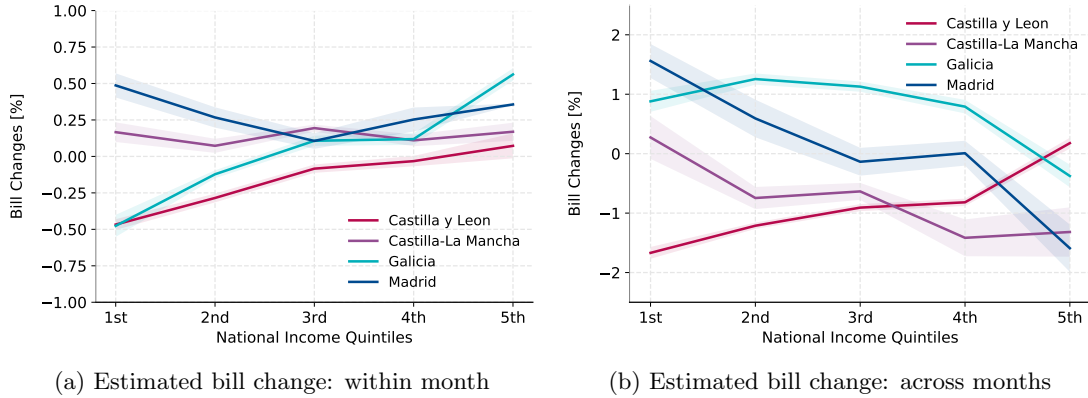 Bill Changes [%]
1.00
0.75
0.50
0.25
0.00
−0.25
−0.50
−0.75
−1.00
Castilla y Leon
Castilla-La Mancha
Galicia
Madrid
1st 2nd 3rd 4th 5th
National Income Quintiles
(a) Estimated bill change: within month
Bill Changes [%]
2
1
0
−1
−2
Castilla y Leon
Castilla-La Mancha
Galicia
Madrid
1st 2nd 3rd 4th 5th
National Income Quintiles
(b) Estimated bill change: across months